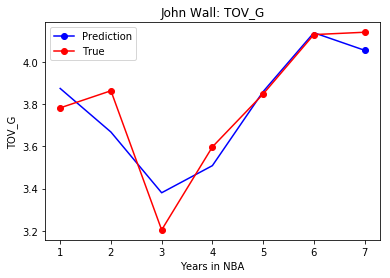 John Wall: TOV_G
Prediction
True
TOV_G
4.0
3.8
3.6
3.4
3.2
1 2 3 4 5 6 7
Years in NBA